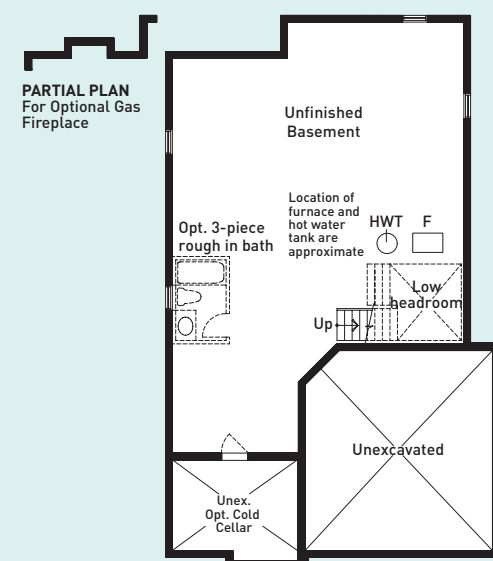 PARTIAL PLAN
For Optional Gas
Fireplace
Unfinished
Basement
Location of
furnace and
hot water
tank are
approximate
HWT
F
Opt. 3-piece
rough in bath
Low
headroom
Up
Unexcavated
Unex.
Opt. Cold
Cellar